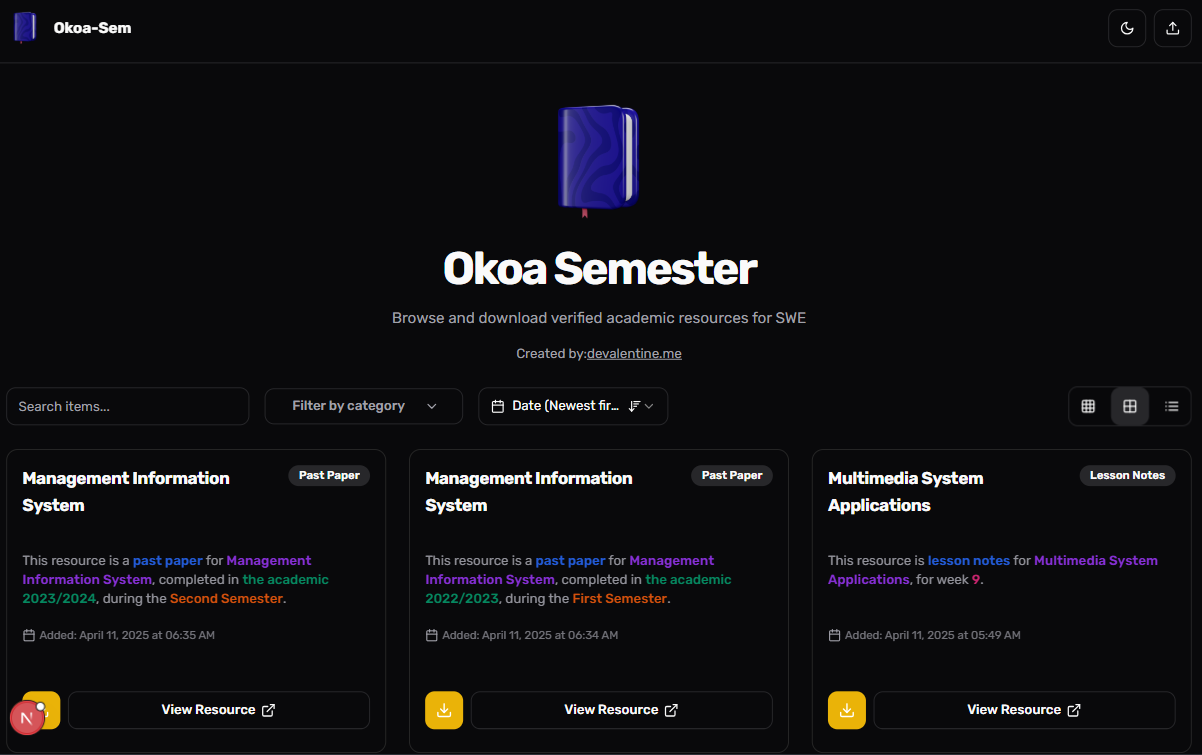 Okoa-Sem
Okoa Semester
Browse and download verified academic resources for SWE
Created by:devalentine.me
Search items...
Filter by category
Date (Newest fir...
Management Information
System
Past Paper
This resource is a past paper for Management
Information System, completed in the academic
2023/2024, during the Second Semester.
Added: April 11, 2025 at 06:35 AM
N
View Resource
Management Information
System
Past Paper
This resource is a past paper for Management
Information System, completed in the academic
2022/2023, during the First Semester.
Added: April 11, 2025 at 06:34 AM
View Resource
Multimedia System
Applications
Lesson Notes
This resource is lesson notes for Multimedia System
Applications, for week 9.
Added: April 11, 2025 at 05:49 AM
View Resource